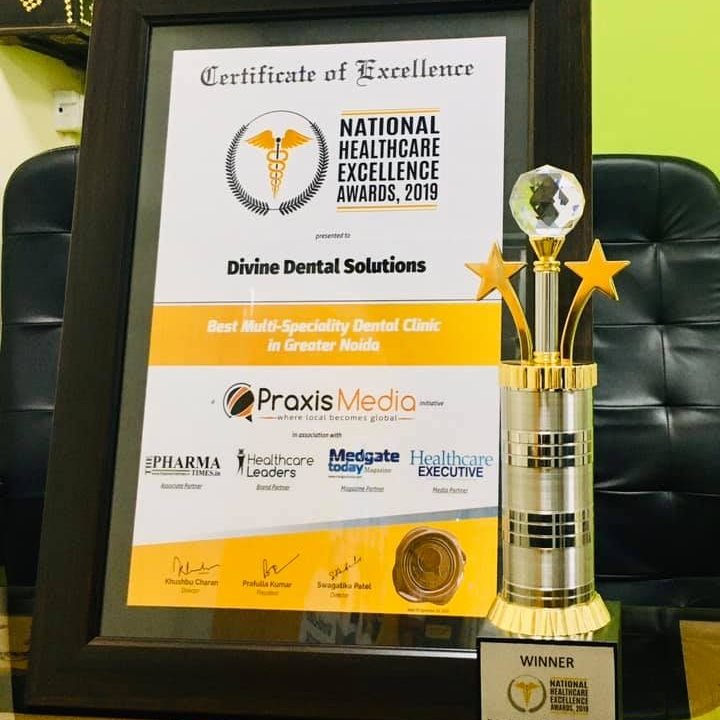 Certificate of Excellence
NATIONAL
HEALTHCARE
EXCELLENCE
AWARDS, 2019
presented to
Divine Dental Solutions
Best Multi-Speciality Dental Clinic
in Greater Noida
a Praxis Media initiative
where local becomes global
in association with
THE PHARMA
TIMES.in
Associate Partner
Healthcare
Leaders
Brand Partner
Medgate
today Magazine
Magazine Partner
Healthcare
EXECUTIVE
Media Partner
Khushbu Charan
Director
Prafulla Kumar
President
Swagatika Patel
Director
WINNER
NATIONAL
HEALTHCARE
EXCELLENCE
AWARDS, 2019